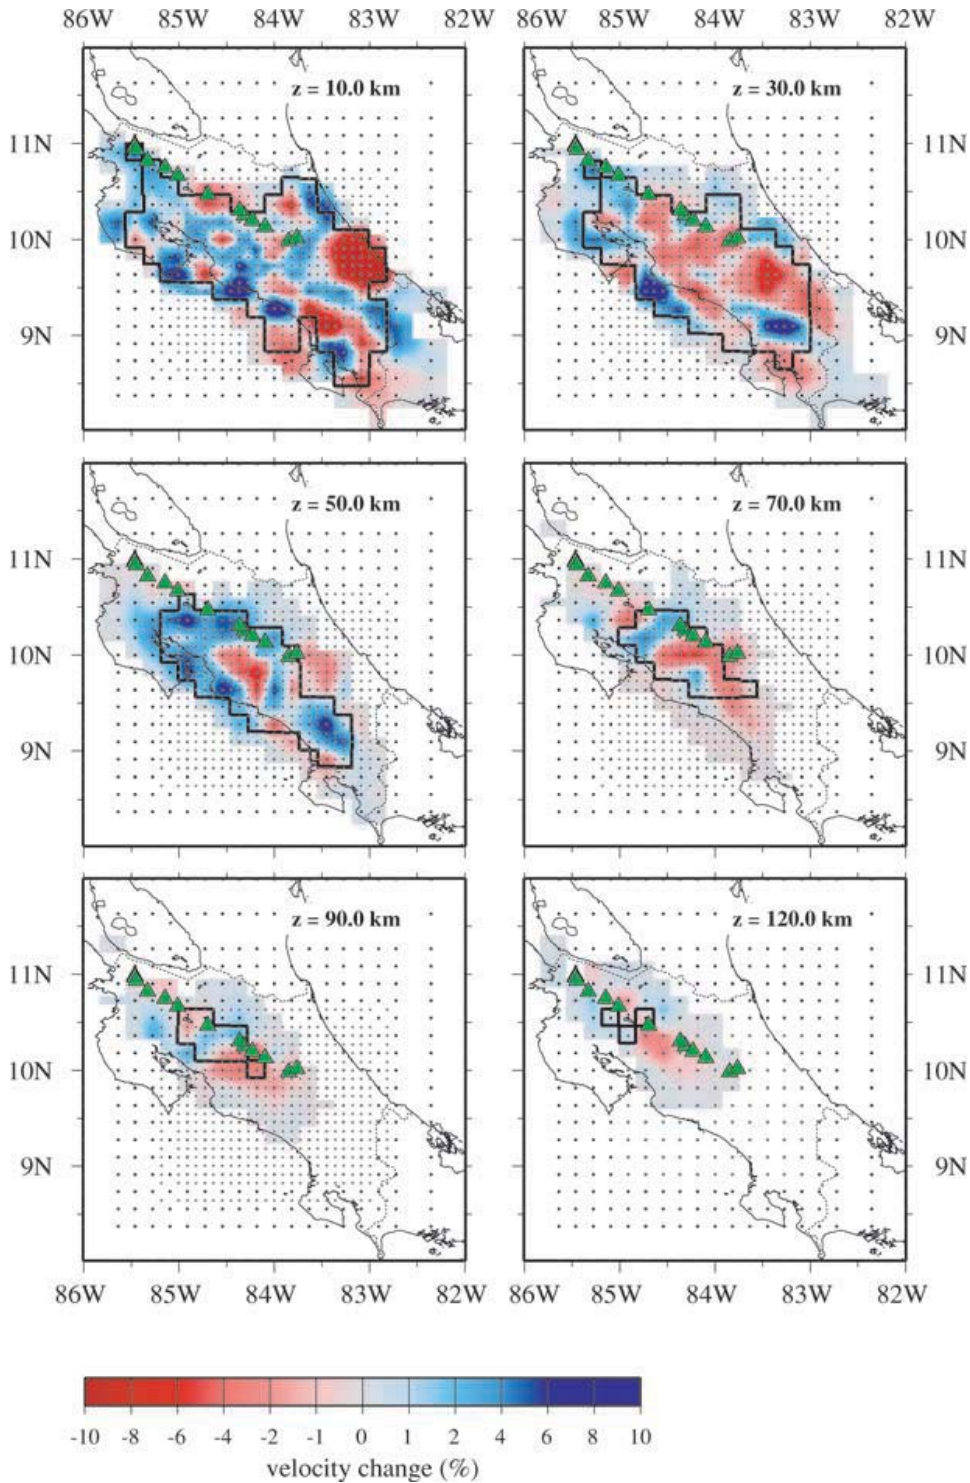 86W 85W 84W 83W 82W 86W 85W 84W 83W 82W
z = 10.0 km z = 30.0 km
11N 11N
10N 10N
9N 9N
z = 50.0 km z = 70.0 km
11N 11N
10N 10N
9N 9N
z = 90.0 km z = 120.0 km
11N 11N
10N 10N
9N 9N
86W 85W 84W 83W 82W 86W 85W 84W 83W 82W
-10 -8 -6 -4 -2 -1 0 1 2 4 6 8 10
velocity change (%)